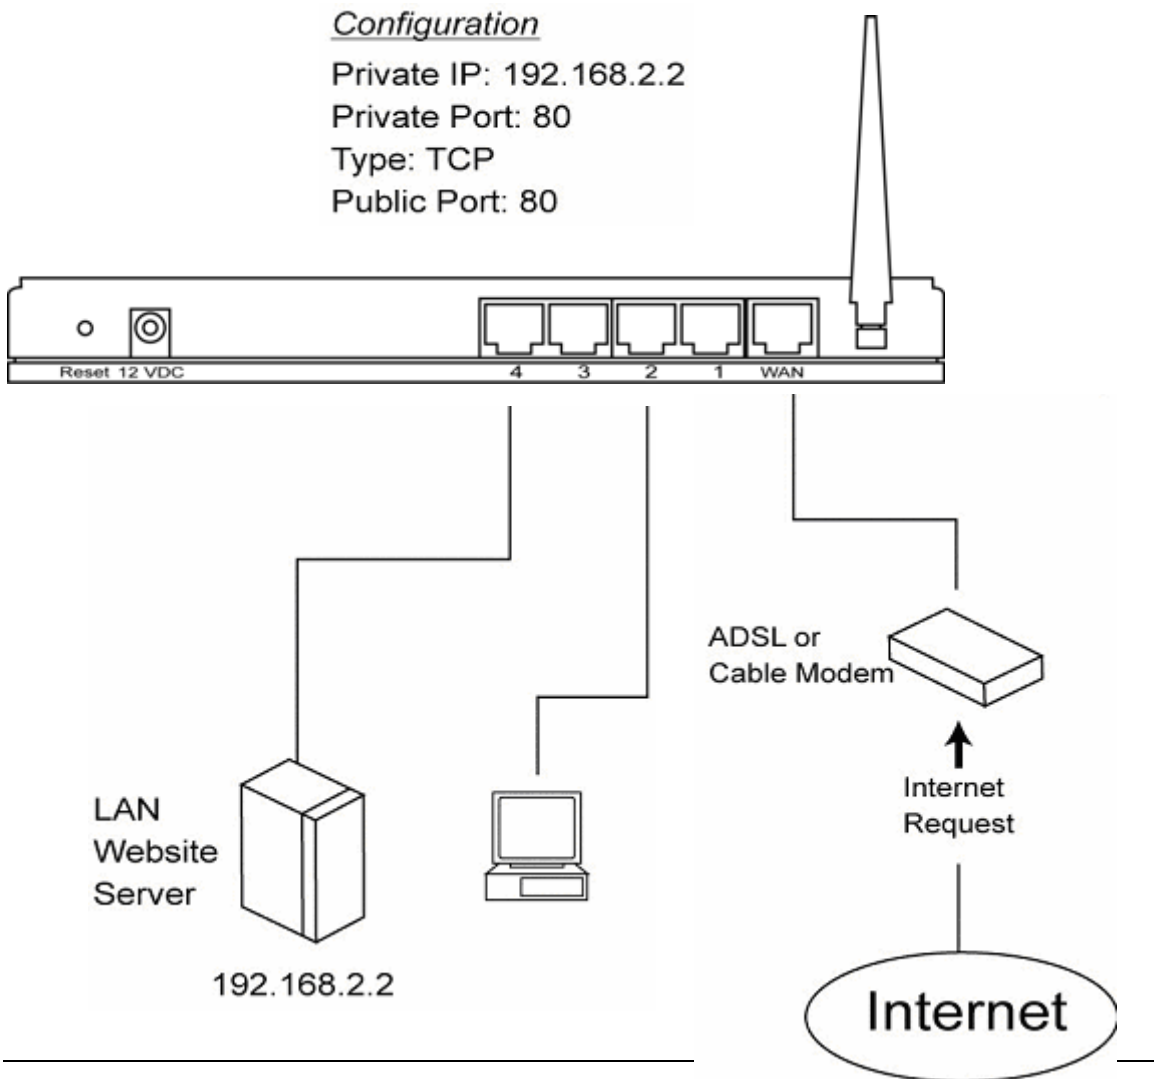 Configuration
Private IP: 192.168.2.2
Private Port: 80
Type: TCP
Public Port: 80
Reset 12 VDC 4 3 2 1 WAN
ADSL or
Cable Modem
Internet
Request
LAN
Website
Server
192.168.2.2
Internet